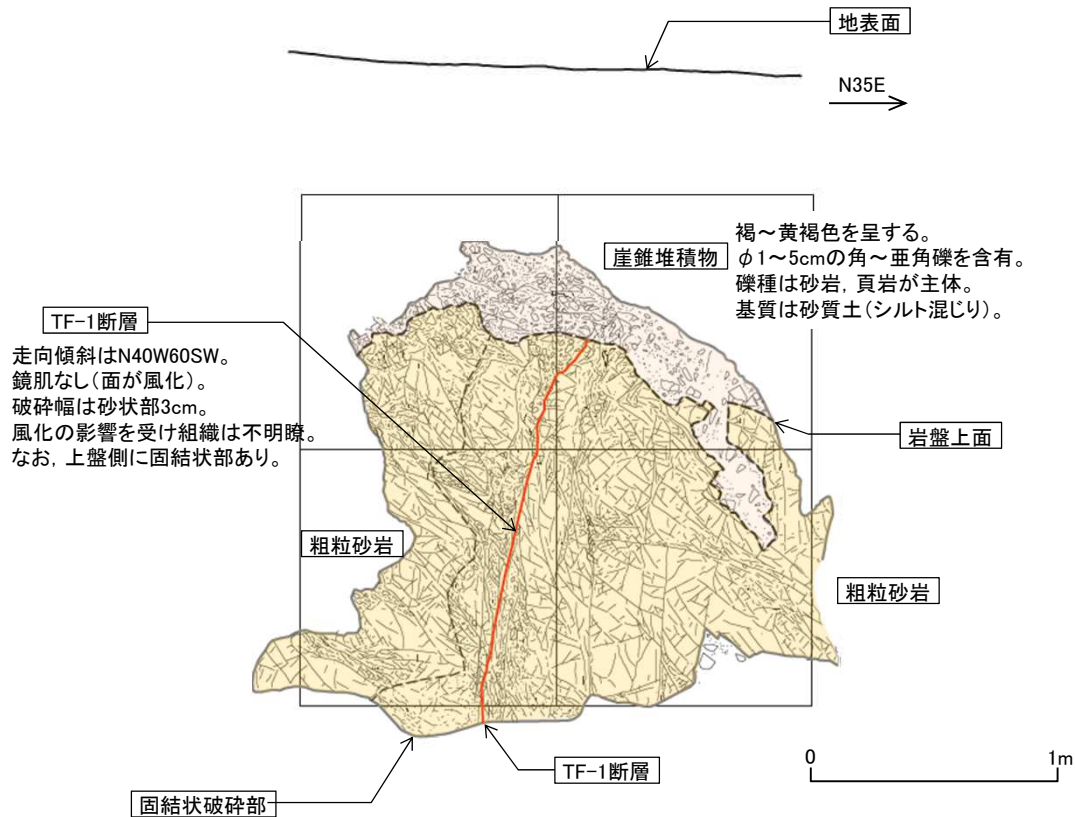 地表面
N35E
褐～黄褐色を呈する。
崖錐堆積物
φ1～5cmの角～亜角礫を含有。
礫種は砂岩，頁岩が主体。
基質は砂質土（シルト混じり）。
TF-1断層
走向傾斜はN40W60SW。
鏡肌なし（面が風化）。
破砕幅は砂状部3cm。
風化の影響を受け組織は不明瞭。
なお，上盤側に固結状部あり。
岩盤上面
粗粒砂岩
粗粒砂岩
TF-1断層
固結状破砕部
0
1m